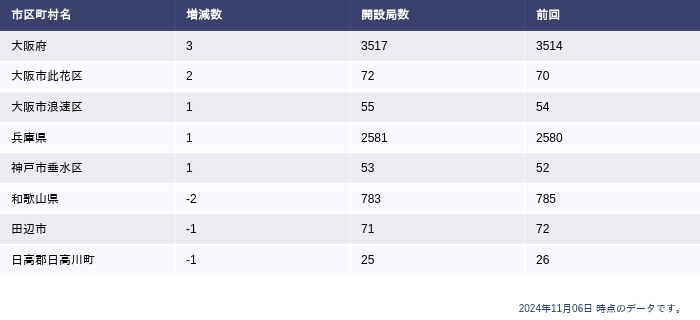 市区町村名 増減数 開設局数 前回
大阪府 3 3517 3514
大阪市此花区 2 72 70
大阪市浪速区 1 55 54
兵庫県 1 2581 2580
神戸市垂水区 1 53 52
和歌山県 -2 783 785
田辺市 -1 71 72
日高郡日高川町 -1 25 26
2024年11月06日 時点のデータです。